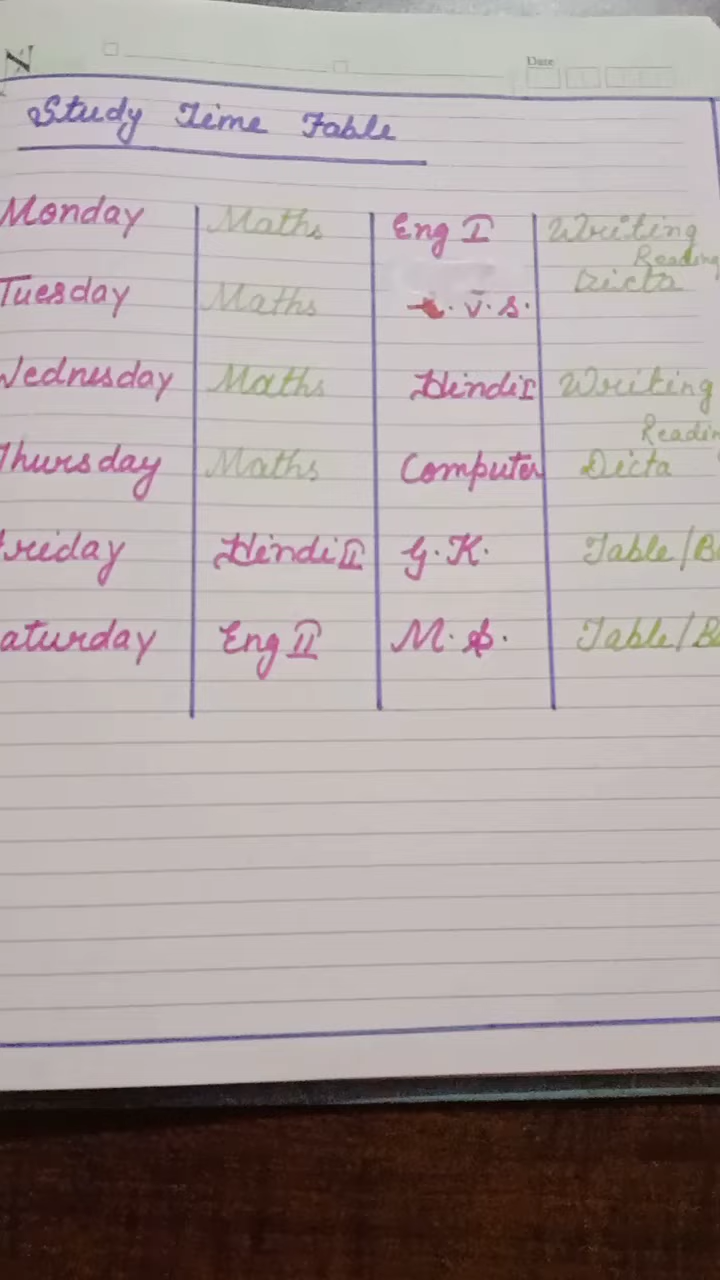 N
Date
Study Time Table
Monday Maths Eng I Writing
Reading
Dicta
Tuesday Maths . V. S.
Wednesday Maths Hindi I Writing
Reading
Thursday Maths Computer Dicta
Friday Hindi II G. K. Table/B
Saturday Eng II M. S. Table/B